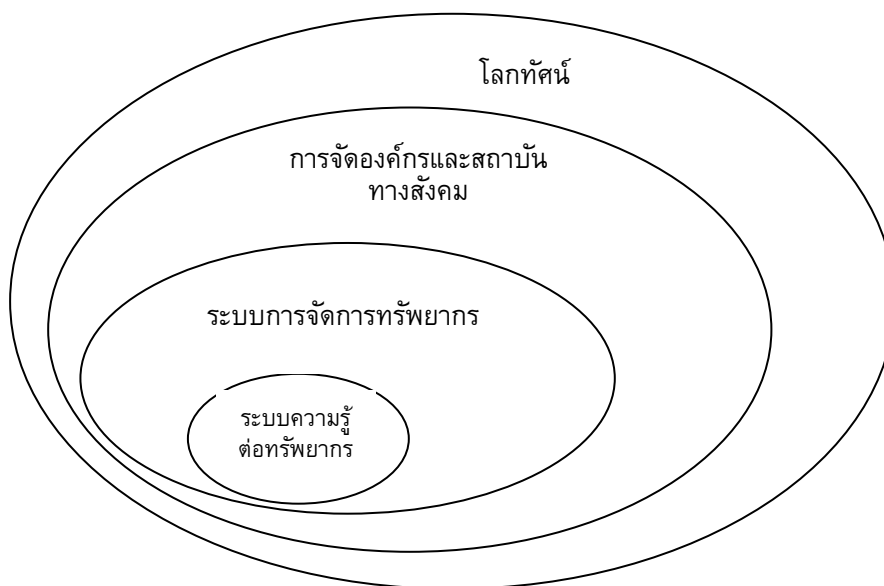 โลกทัศน์
การจัดองค์กรและสถาบัน
ทางสังคม
ระบบการจัดการทรัพยากร
ระบบความรู้
ต่อทรัพยากร